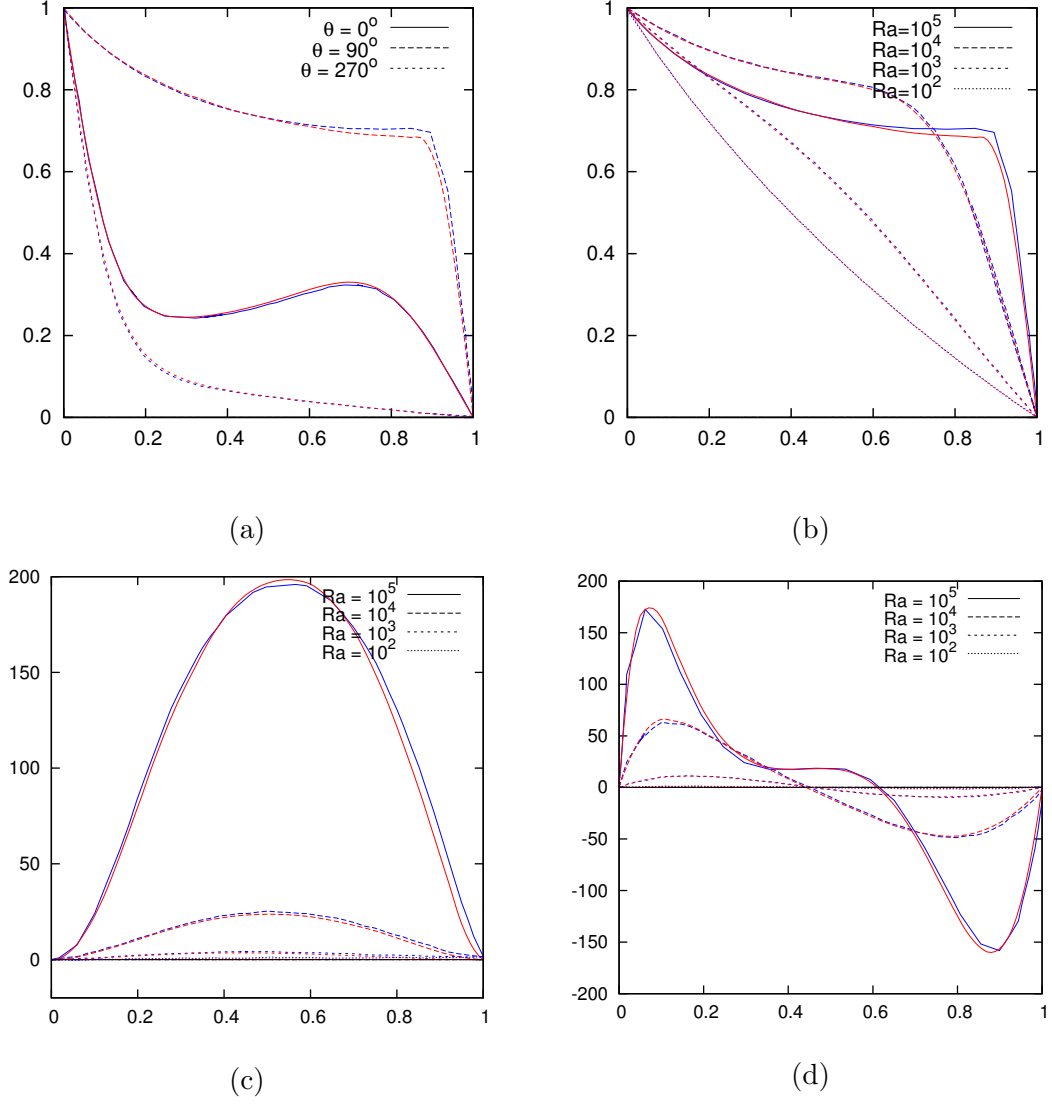 1
0.8
0.6
0.4
0.2
0
0 0.2 0.4 0.6 0.8 1
θ = 0°
θ = 90°
θ = 270°
(a)
1
0.8
0.6
0.4
0.2
0
0 0.2 0.4 0.6 0.8 1
Ra=10⁵
Ra=10⁴
Ra=10³
Ra=10²
(b)
200
150
100
50
0
0 0.2 0.4 0.6 0.8 1
Ra = 10⁵
Ra = 10⁴
Ra = 10³
Ra = 10²
(c)
200
150
100
50
0
-50
-100
-150
-200
0 0.2 0.4 0.6 0.8 1
Ra = 10⁵
Ra = 10⁴
Ra = 10³
Ra = 10²
(d)